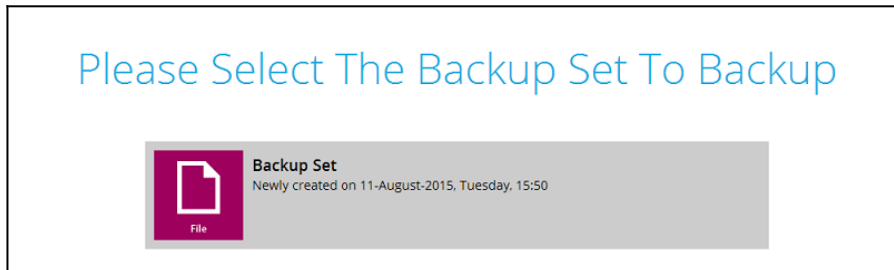 Please Select The Backup Set To Backup
Backup Set
Newly created on 11-August-2015, Tuesday, 15:50
File